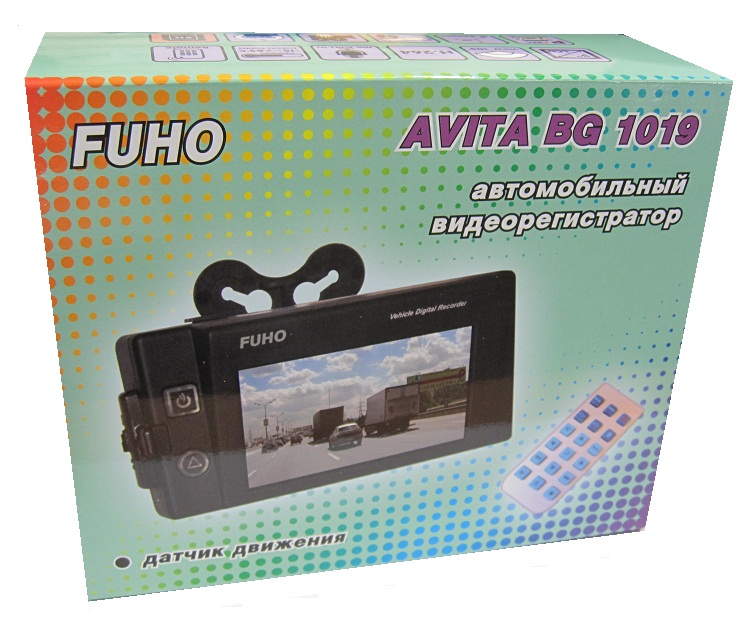 FUHO
AVITA BG 1019
автомобильный
видеорегистратор
Vehicle Digital Recorder
FUHO
датчик движения